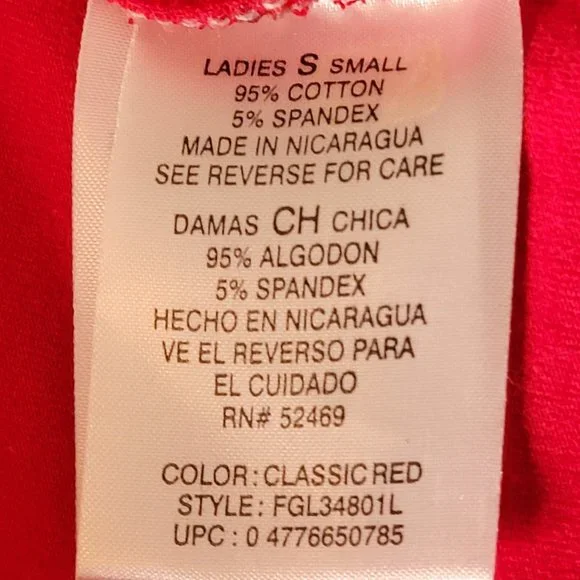 LADIES S SMALL
95% COTTON
5% SPANDEX
MADE IN NICARAGUA
SEE REVERSE FOR CARE
DAMAS CH CHICA
95% ALGODON
5% SPANDEX
HECHO EN NICARAGUA
VE EL REVERSO PARA
EL CUIDADO
RN# 52469
COLOR: CLASSIC RED
STYLE: FGL34801L
UPC : 0 4776650785